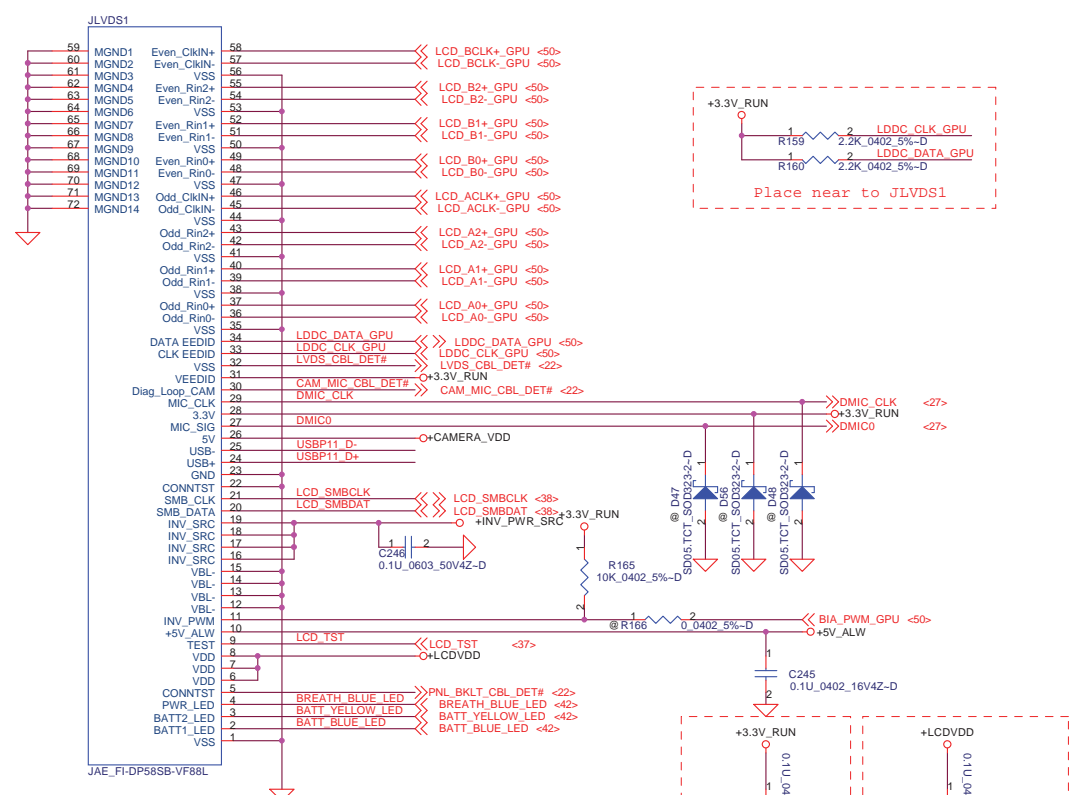 JLVDS1
59 MGND1 Even_ClkIN+ 58 LCD_BCLK+_GPU <50>
60 MGND2 Even_ClkIN- 57 LCD_BCLK-_GPU <50>
61 MGND3 VSS 56
62 MGND4 Even_Rin2+ 55 LCD_B2+_GPU <50>
63 MGND5 Even_Rin2- 54 LCD_B2-_GPU <50>
64 MGND6 VSS 53
65 MGND7 Even_Rin1+ 52 LCD_B1+_GPU <50>
66 MGND8 Even_Rin1- 51 LCD_B1-_GPU <50>
67 MGND9 VSS 50
68 MGND10 Even_Rin0+ 49 LCD_B0+_GPU <50>
69 MGND11 Even_Rin0- 48 LCD_B0-_GPU <50>
70 MGND12 VSS 47
71 MGND13 Odd_ClkIN+ 46 LCD_ACLK+_GPU <50>
72 MGND14 Odd_ClkIN- 45 LCD_ACLK-_GPU <50>
VSS 44
Odd_Rin2+ 43 LCD_A2+_GPU <50>
Odd_Rin2- 42 LCD_A2-_GPU <50>
VSS 41
Odd_Rin1+ 40 LCD_A1+_GPU <50>
Odd_Rin1- 39 LCD_A1-_GPU <50>
VSS 38
Odd_Rin0+ 37 LCD_A0+_GPU <50>
Odd_Rin0- 36 LCD_A0-_GPU <50>
VSS 35
DATA EEDID 34 LDDC_DATA_GPU LDDC_DATA_GPU <50>
CLK EEDID 33 LDDC_CLK_GPU LDDC_CLK_GPU <50>
VSS 32 LVDS_CBL_DET# LVDS_CBL_DET# <22>
VEEDID 31 +3.3V_RUN
Diag_Loop_CAM 30 CAM_MIC_CBL_DET# CAM_MIC_CBL_DET# <22>
MIC_CLK 29 DMIC_CLK DMIC_CLK <27>
3.3V 28 +3.3V_RUN
MIC_SIG 27 DMIC0 DMIC0 <27>
5V 26 +CAMERA_VDD
USB- 25 USBP11_D-
USB+ 24 USBP11_D+
GND 23
CONNTST 22
SMB_CLK 21 LCD_SMBCLK LCD_SMBCLK <38>
SMB_DATA 20 LCD_SMBDAT LCD_SMBDAT <38>
INV_SRC 19 +INV_PWR_SRC
INV_SRC 18
INV_SRC 17
INV_SRC 16
VBL- 15
VBL- 14
VBL- 13
VBL- 12
INV_PWM 11
+5V_ALW 10
TEST 9 LCD_TST LCD_TST <37>
VDD 8 +LCDVDD
VDD 7
VDD 6
CONNTST 5 PNL_BKLT_CBL_DET# <22>
PWR_LED 4 BREATH_BLUE_LED BREATH_BLUE_LED <42>
BATT2_LED 3 BATT_YELLOW_LED BATT_YELLOW_LED <42>
BATT1_LED 2 BATT_BLUE_LED BATT_BLUE_LED <42>
VSS 1
JAE_FI-DP58SB-VF88L
+3.3V_RUN
1 2 LDDC_CLK_GPU
R159 2.2K_0402_5%~D
1 2 LDDC_DATA_GPU
R160 2.2K_0402_5%~D
Place near to JLVDS1
1 2
C246
0.1U_0603_50V4Z~D
+3.3V_RUN
1
R165
10K_0402_5%~D
2
@ R166 1 2 0_0402_5%~D
BIA_PWM_GPU <50>
+5V_ALW
1
C245
0.1U_0402_16V4Z~D
2
1
@ D47
SD05.TCT_SOD323-2~D
2
1
@ D56
SD05.TCT_SOD323-2~D
2
1
@ D48
SD05.TCT_SOD323-2~D
2
+3.3V_RUN
1
0.1U_04
+LCDVDD
1
0.1U_04